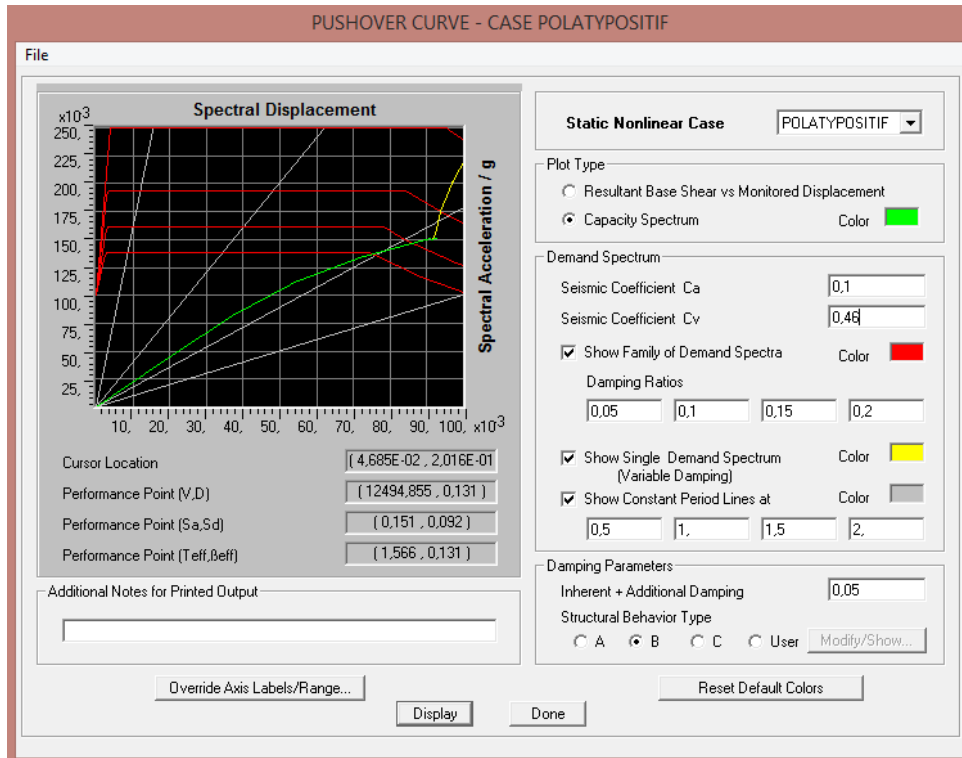 PUSHOVER CURVE - CASE POLATYPOSITIF
File
Spectral Displacement
x10-3
250,
225,
200,
175,
150,
125,
100,
75,
50,
25,
Spectral Acceleration / g
10, 20, 30, 40, 50, 60, 70, 80, 90, 100, x10-3
Cursor Location ( 4,685E-02 , 2,016E-01
Performance Point (V,D) ( 12494,855 , 0,131 )
Performance Point (Sa,Sd) ( 0,151 , 0,092 )
Performance Point (Teff,βeff) ( 1,566 , 0,131 )
Additional Notes for Printed Output
Static Nonlinear Case POLATYPOSITIF
Plot Type
Resultant Base Shear vs Monitored Displacement
Capacity Spectrum Color
Demand Spectrum
Seismic Coefficient Ca 0,1
Seismic Coefficient Cv 0,46
Show Family of Demand Spectra Color
Damping Ratios
0,05 0,1 0,15 0,2
Show Single Demand Spectrum Color
(Variable Damping)
Show Constant Period Lines at Color
0,5 1, 1,5 2,
Damping Parameters
Inherent + Additional Damping 0,05
Structural Behavior Type
A B C User Modify/Show...
Override Axis Labels/Range... Reset Default Colors
Display Done